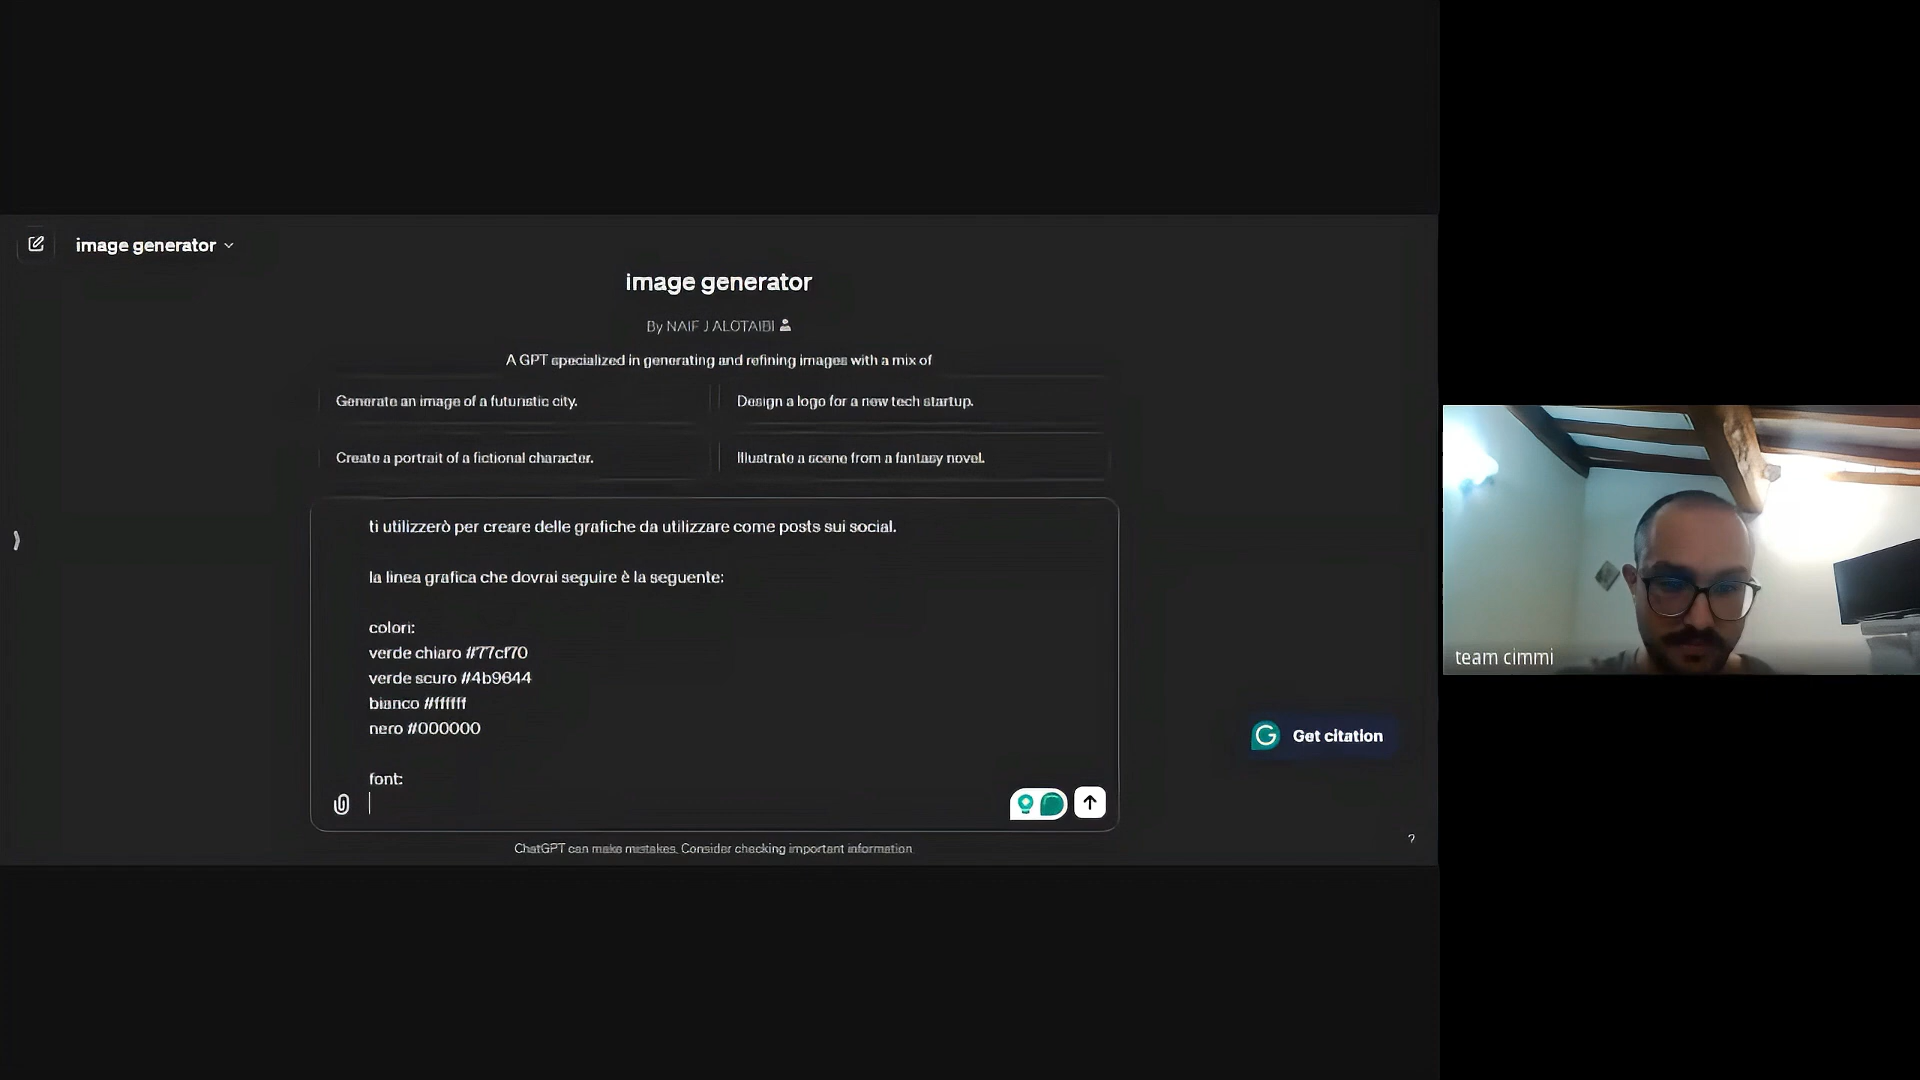 image generator
image generator
By NAIF J ALOTAIBI
A GPT specialized in generating and refining images with a mix of
Generate an image of a futuristic city.
Design a logo for a new tech startup.
Create a portrait of a fictional character.
Illustrate a scene from a fantasy novel.
ti utilizzerò per creare delle grafiche da utilizzare come posts sui social.
la linea grafica che dovrai seguire è la seguente:
colori:
verde chiaro #77cf70
verde scuro #4b9644
bianco #ffffff
nero #000000
font:
Get citation
ChatGPT can make mistakes. Consider checking important information.
?
team cimmi